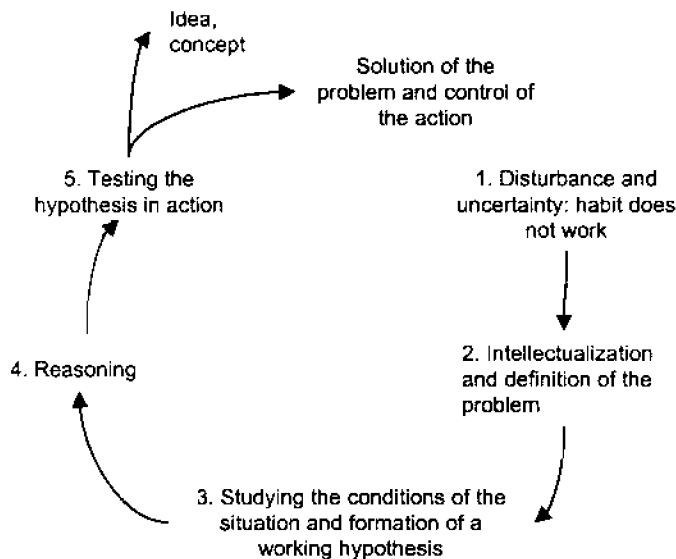 Idea,
concept
Solution of the
problem and control of
the action
5. Testing the
hypothesis in action
1. Disturbance and
uncertainty: habit does
not work
4. Reasoning
2. Intellectualization
and definition of the
problem
3. Studying the conditions of the
situation and formation of a
working hypothesis